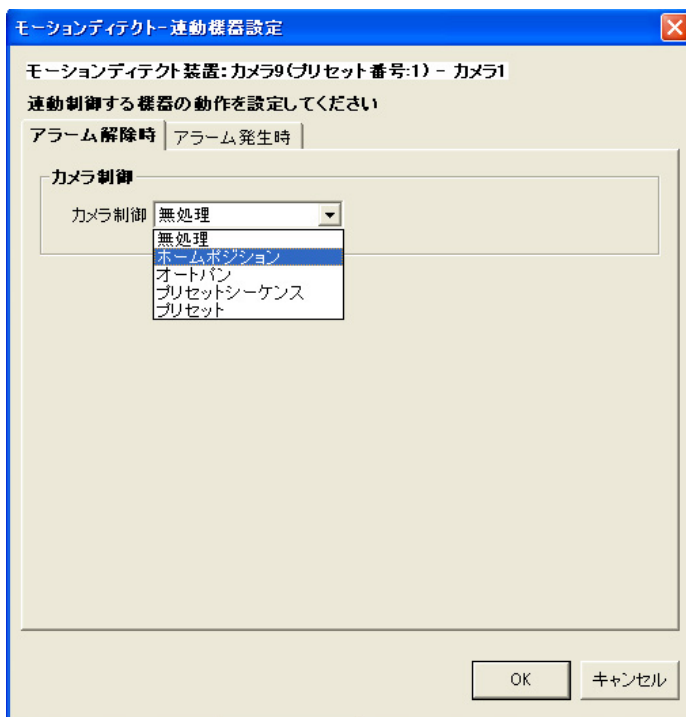 モーションディテクト-連動機器設定
モーションディテクト装置:カメラ9(プリセット番号:1) - カメラ1
連動制御する機器の動作を設定してください
アラーム解除時 アラーム発生時
カメラ制御
カメラ制御 無処理
無処理
ホームポジション
オートパン
プリセットシーケンス
プリセット
OK キャンセル